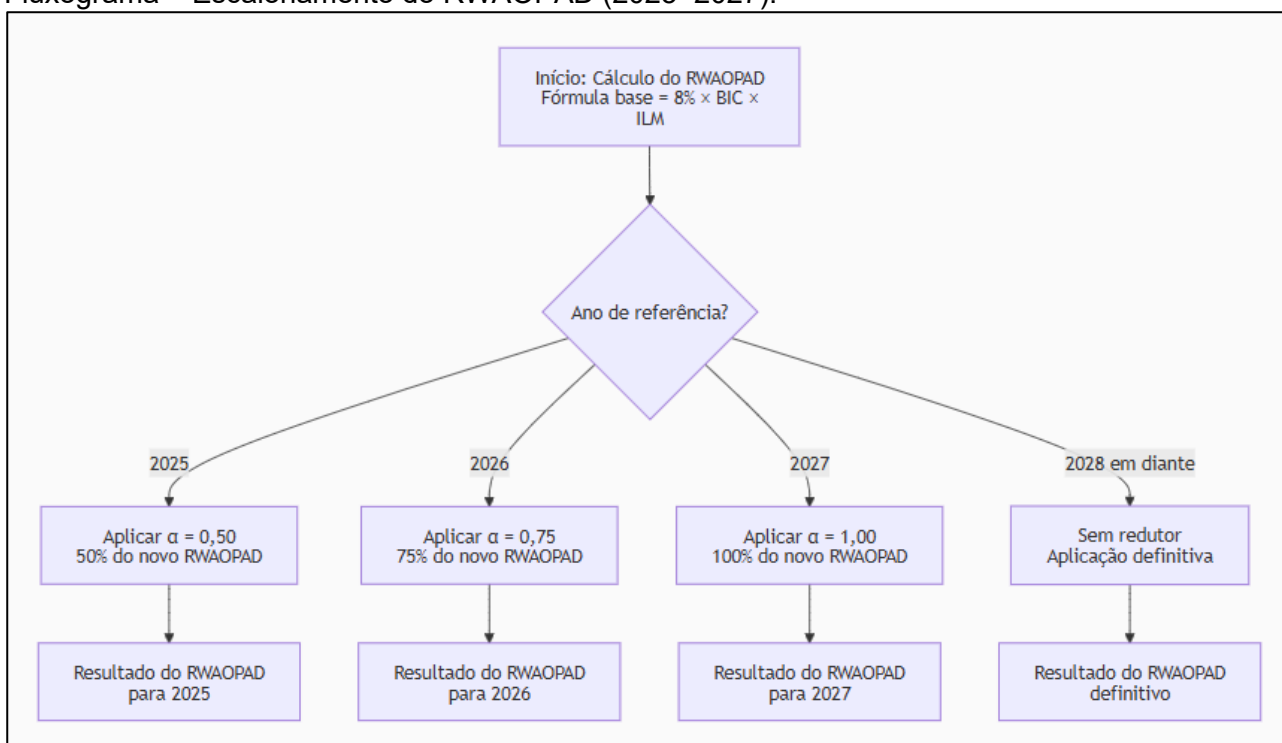 Início: Cálculo do RWAOPAD
Fórmula base = 8% × BIC ×
ILM
Ano de referência?
2025
2026
2027
2028 em diante
Aplicar α = 0,50
50% do novo RWAOPAD
Aplicar α = 0,75
75% do novo RWAOPAD
Aplicar α = 1,00
100% do novo RWAOPAD
Sem redutor
Aplicação definitiva
Resultado do RWAOPAD
para 2025
Resultado do RWAOPAD
para 2026
Resultado do RWAOPAD
para 2027
Resultado do RWAOPAD
definitivo